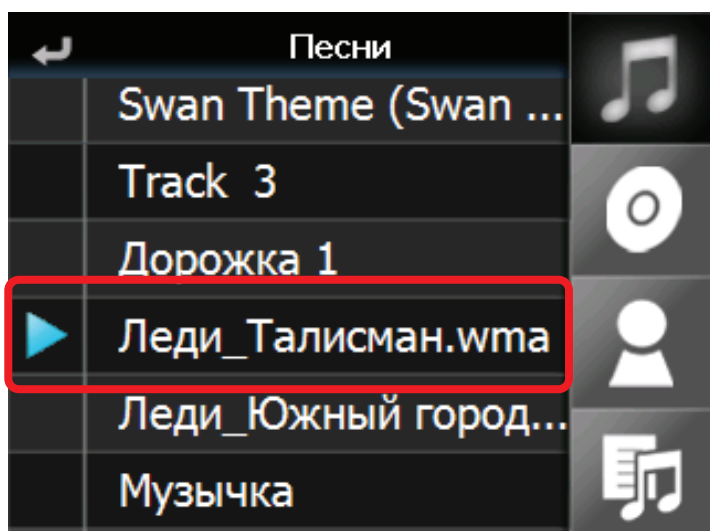 Песни
Swan Theme (Swan ...
Track 3
Дорожка 1
Леди_Талисман.wma
Леди_Южный город...
Музычка